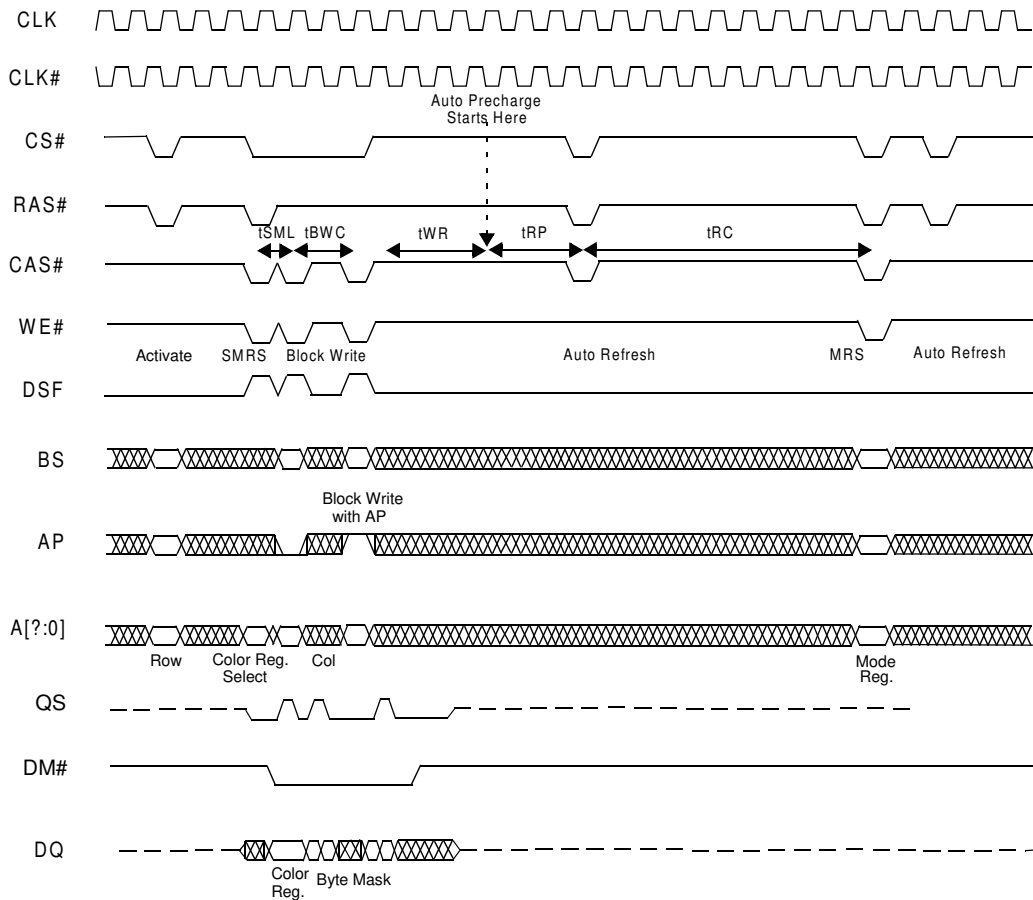 CLK
CLK#
Auto Precharge
Starts Here
CS#
RAS#
tSML tBWC tWR tRP tRC
CAS#
WE#
Activate SMRS Block Write Auto Refresh MRS Auto Refresh
DSF
BS
Block Write
with AP
AP
A[?:0]
Row Color Reg. Col Mode
Select Reg.
QS
DM#
DQ
Color Byte Mask
Reg.